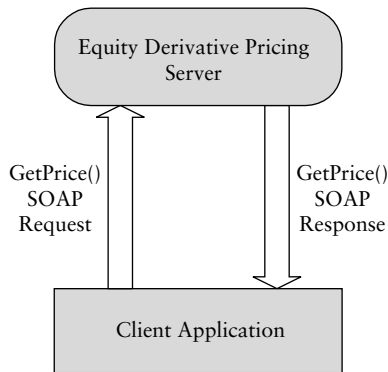 Equity Derivative Pricing
Server
GetPrice()
SOAP
Request
GetPrice()
SOAP
Response
Client Application